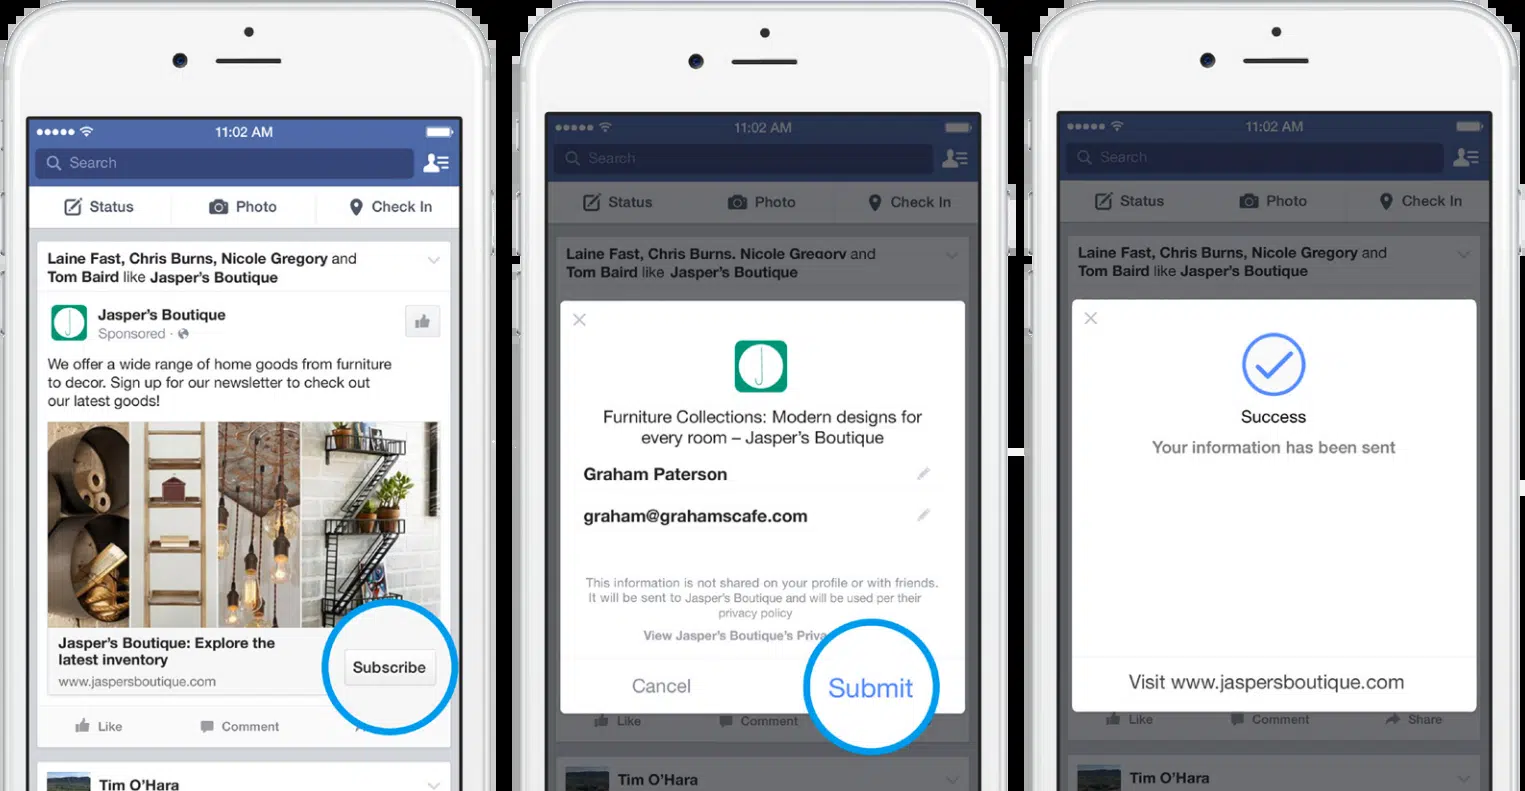 11:02 AM
Search
Status Photo Check In
Laine Fast, Chris Burns, Nicole Gregory and
Tom Baird like Jasper's Boutique
Jasper's Boutique
Sponsored ·
We offer a wide range of home goods from furniture
to decor. Sign up for our newsletter to check out
our latest goods!
Jasper's Boutique: Explore the
latest inventory
www.jaspersboutique.com
Subscribe
Like Comment
Tim O'Hara
11:02 AM
Search
Status Photo Check In
Laine Fast, Chris Burns. Nicole Gregory and
Tom Baird like Jasper's Boutique
Furniture Collections: Modern designs for
every room – Jasper's Boutique
Graham Paterson
graham@grahamscafe.com
This information is not shared on your profile or with friends.
It will be sent to Jasper's Boutique and will be used per their
privacy policy
View Jasper's Boutique's
Cancel Submit
Like Comment
Tim O'Hara
11:02 AM
Search
Status Photo Check In
Laine Fast, Chris Burns, Nicole Gregory and
Tom Baird like Jasper's Boutique
Success
Your information has been sent
Visit www.jaspersboutique.com
Like Comment Share
Tim O'Hara